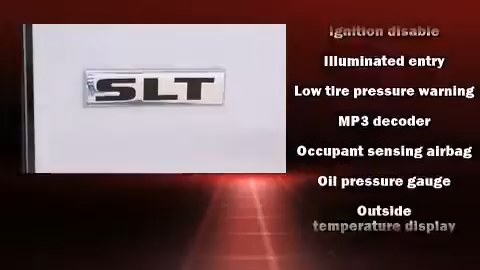 SLT
Ignition disable
Illuminated entry
Low tire pressure warning
MP3 decoder
Occupant sensing airbag
Oil pressure gauge
Outside
temperature display